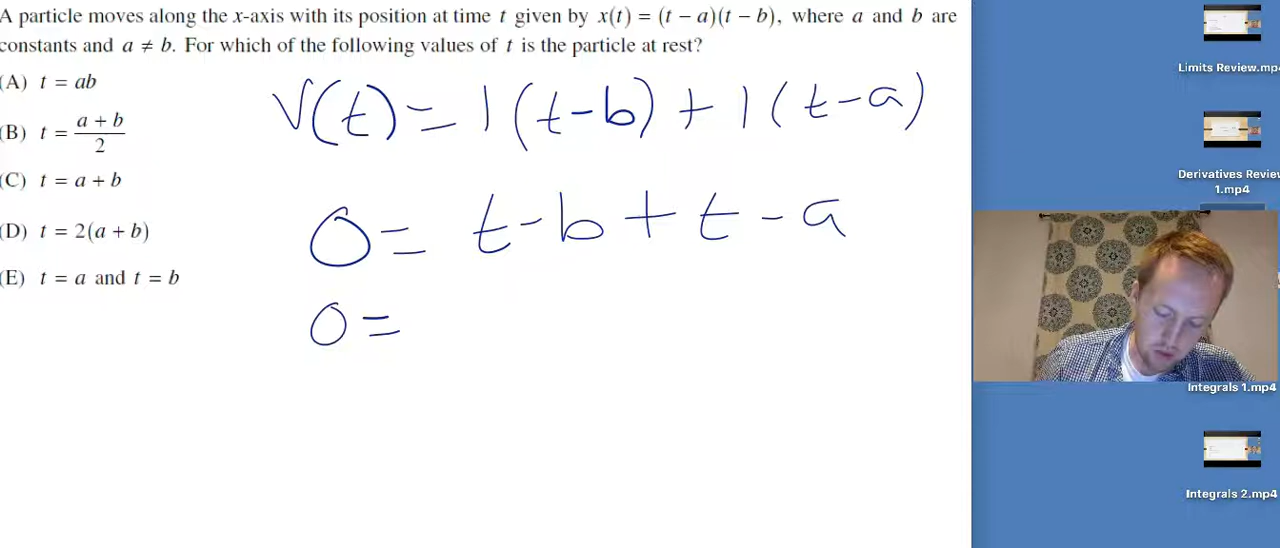 A particle moves along the x-axis with its position at time t given by x(t) = (t − a)(t − b), where a and b are
constants and a ≠ b. For which of the following values of t is the particle at rest?
(A) t = ab
(B) t = a + b / 2
(C) t = a + b
(D) t = 2(a + b)
(E) t = a and t = b
V(t) = 1(t-b) + 1(t-a)
0 = t-b+t-a
0 =
Limits Review.mp4
Derivatives Review
1.mp4
Integrals 1.mp4
Integrals 2.mp4